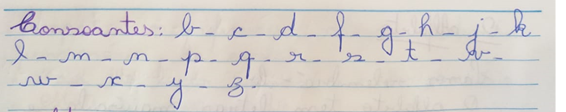 Consoantes: b - c - d - f - g - h - j - k
l - m - n - p - q - r - s - t - v -
w - x - y - z.